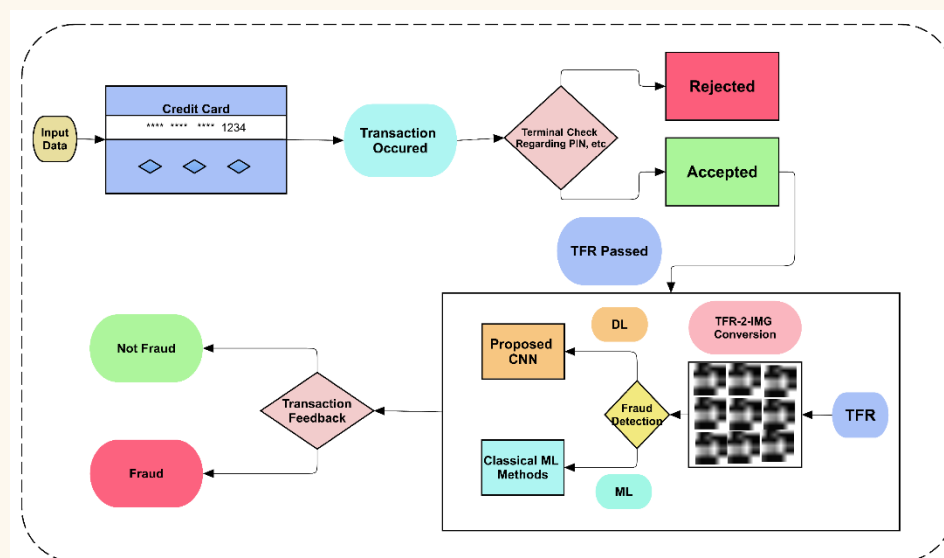 Input
Data
Credit Card
**** **** **** 1234
Transaction
Occured
Terminal Check
Regarding PIN, etc
Rejected
Accepted
TFR Passed
DL
Proposed
CNN
TFR-2-IMG
Conversion
Fraud
Detection
TFR
Classical ML
Methods
ML
Not Fraud
Transaction
Feedback
Fraud